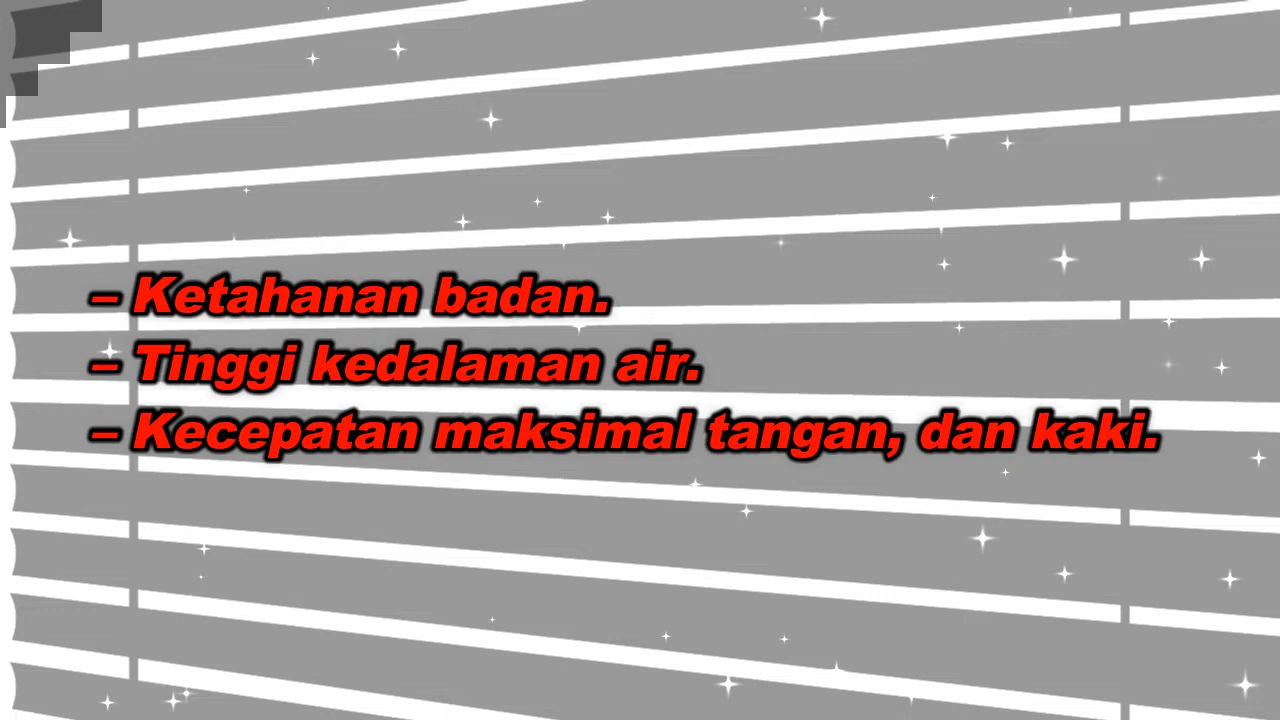 – Ketahanan badan.
– Tinggi kedalaman air.
– Kecepatan maksimal tangan, dan kaki.